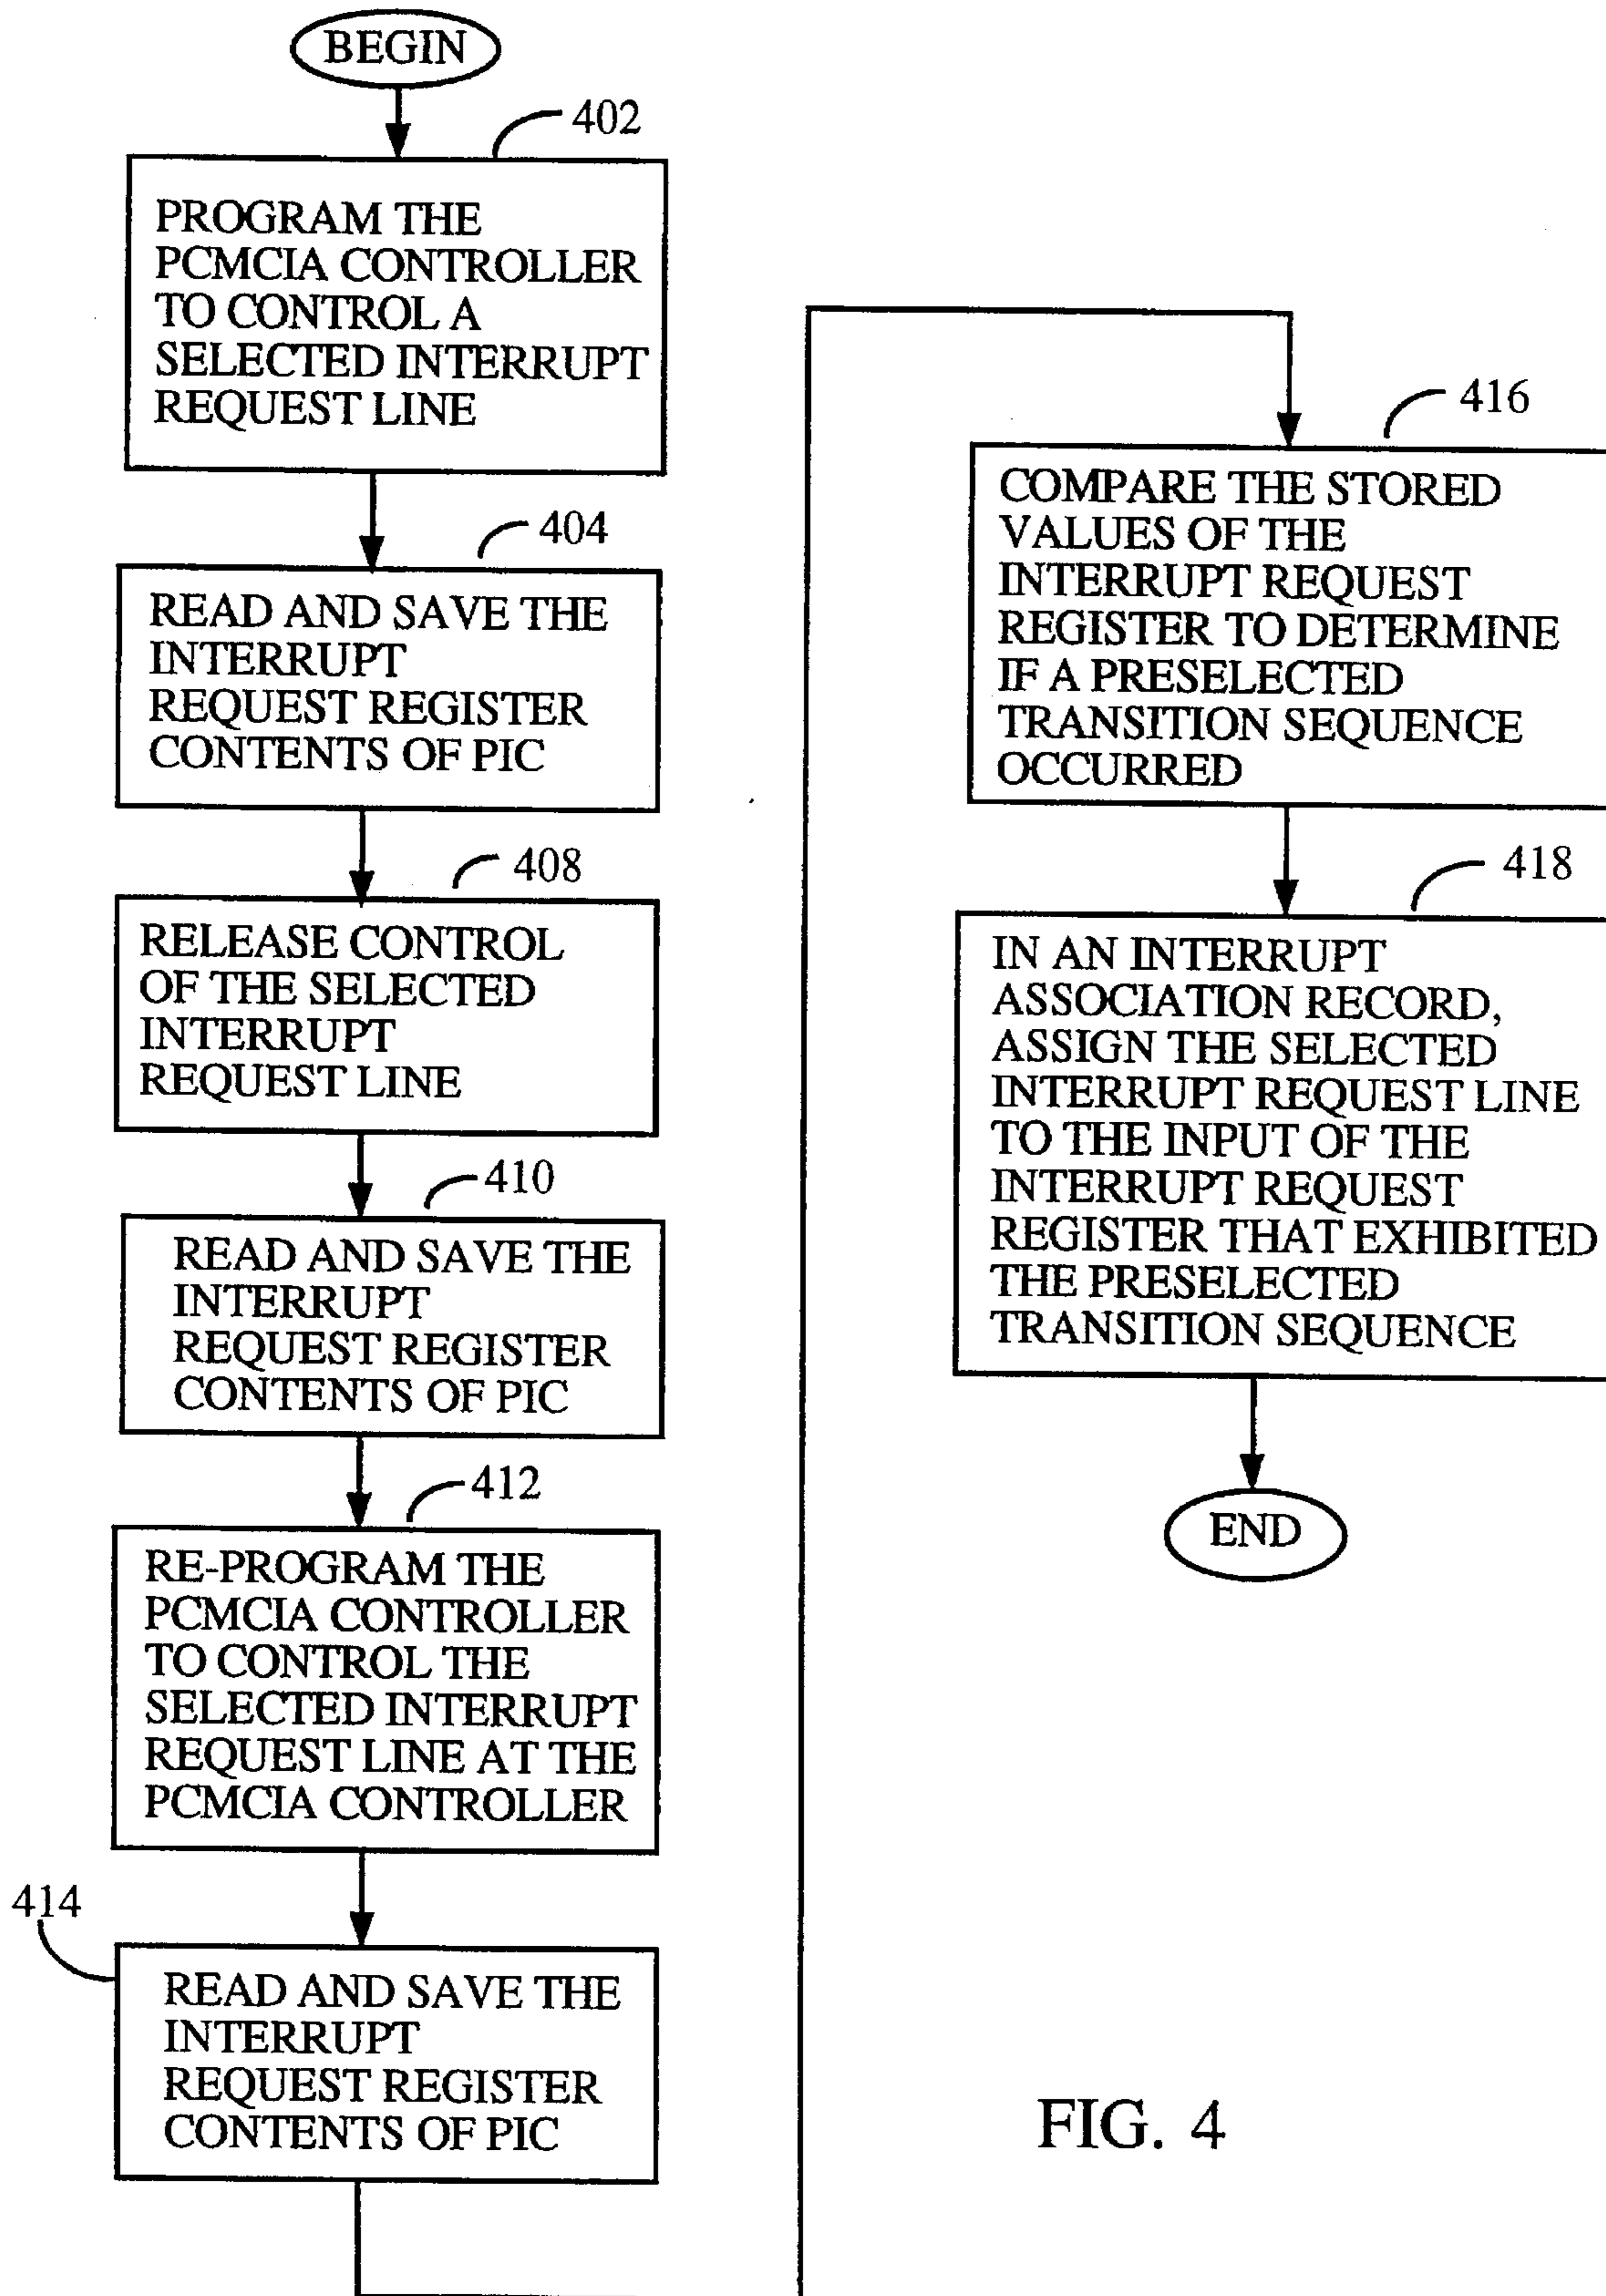 BEGIN
402
PROGRAM THE
PCMCIA CONTROLLER
TO CONTROL A
SELECTED INTERRUPT
REQUEST LINE
404
READ AND SAVE THE
INTERRUPT
REQUEST REGISTER
CONTENTS OF PIC
408
RELEASE CONTROL
OF THE SELECTED
INTERRUPT
REQUEST LINE
410
READ AND SAVE THE
INTERRUPT
REQUEST REGISTER
CONTENTS OF PIC
412
RE-PROGRAM THE
PCMCIA CONTROLLER
TO CONTROL THE
SELECTED INTERRUPT
REQUEST LINE AT THE
PCMCIA CONTROLLER
414
READ AND SAVE THE
INTERRUPT
REQUEST REGISTER
CONTENTS OF PIC
416
COMPARE THE STORED
VALUES OF THE
INTERRUPT REQUEST
REGISTER TO DETERMINE
IF A PRESELECTED
TRANSITION SEQUENCE
OCCURRED
418
IN AN INTERRUPT
ASSOCIATION RECORD,
ASSIGN THE SELECTED
INTERRUPT REQUEST LINE
TO THE INPUT OF THE
INTERRUPT REQUEST
REGISTER THAT EXHIBITED
THE PRESELECTED
TRANSITION SEQUENCE
END
FIG. 4